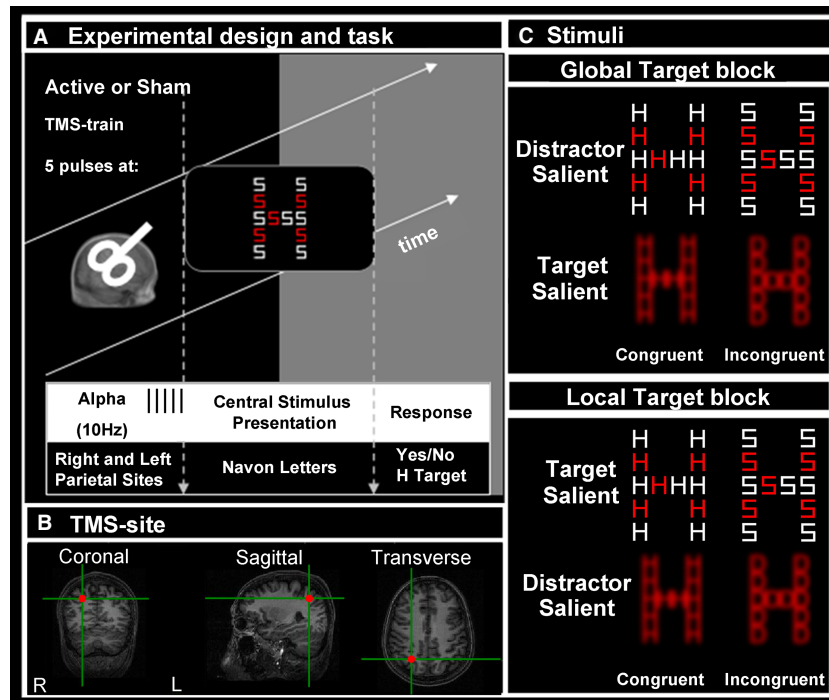 A Experimental design and task
Active or Sham
TMS-train
5 pulses at:
S S
S S
S S S S
S S
S S
time
Alpha
(10Hz)
Central Stimulus
Presentation
Response
Right and Left
Parietal Sites
Navon Letters
Yes/No
H Target
B TMS-site
Coronal
Sagittal
Transverse
R
L
C Stimuli
Global Target block
Distractor
Salient
H H
H H
H H H H
H H
H H
S S
S S
S S S S
S S
S S
Target
Salient
Congruent
Incongruent
Local Target block
Target
Salient
H H
H H
H H H H
H H
H H
S S
S S
S S S S
S S
S S
Distractor
Salient
Congruent
Incongruent